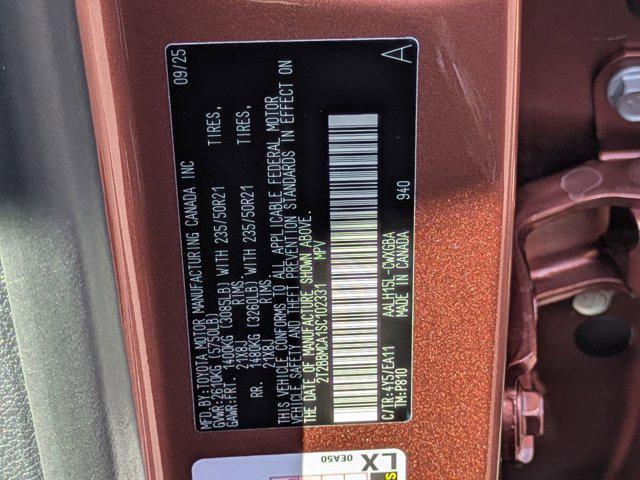 MFD.BY:TOYOTA MOTOR MANUFACTURING CANADA INC 09/25
GVWR:2610KG(5750LB)
GAWR:FRT. 1400KG (3085LB) WITH 235/50R21 TIRES,
21X8J RIMS
RR. 1480KG (3260LB) WITH 235/50R21 TIRES,
21X8J RIMS
THIS VEHICLE CONFORMS TO ALL APPLICABLE FEDERAL MOTOR
VEHICLE SAFETY AND THEFT PREVENTION STANDARDS IN EFFECT ON
THE DATE OF MANUFACTURE SHOWN ABOVE.
2T2BBMCA1SC102331 MPV
A
C/TR:4Y5/EA11 AALH15L-CWXGBA
TM:P810 MADE IN CANADA 940
LX
0EA50